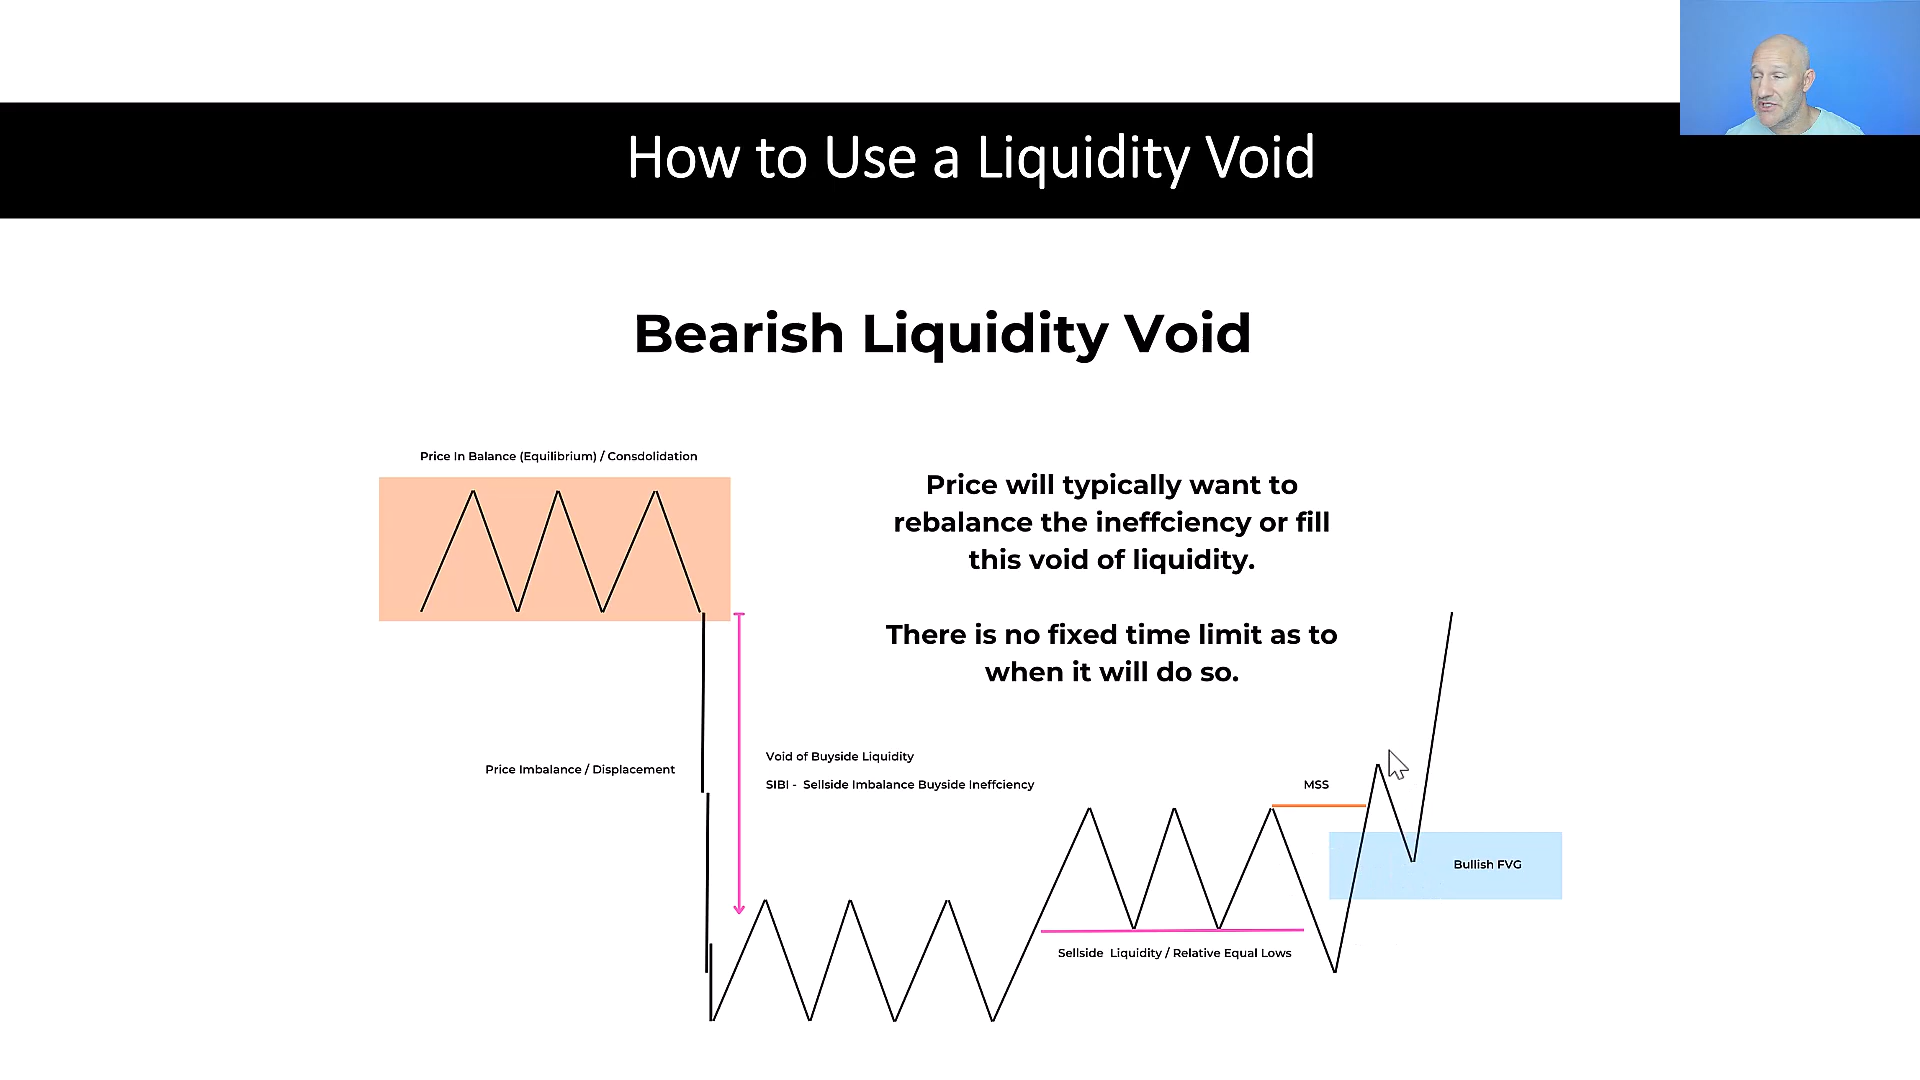 How to Use a Liquidity Void
Bearish Liquidity Void
Price In Balance (Equilibrium) / Consdolidation
Price will typically want to
rebalance the ineffciency or fill
this void of liquidity.
There is no fixed time limit as to
when it will do so.
Price Imbalance / Displacement
Void of Buyside Liquidity
SIBI - Sellside Imbalance Buyside Ineffciency
MSS
Bullish FVG
Sellside Liquidity / Relative Equal Lows